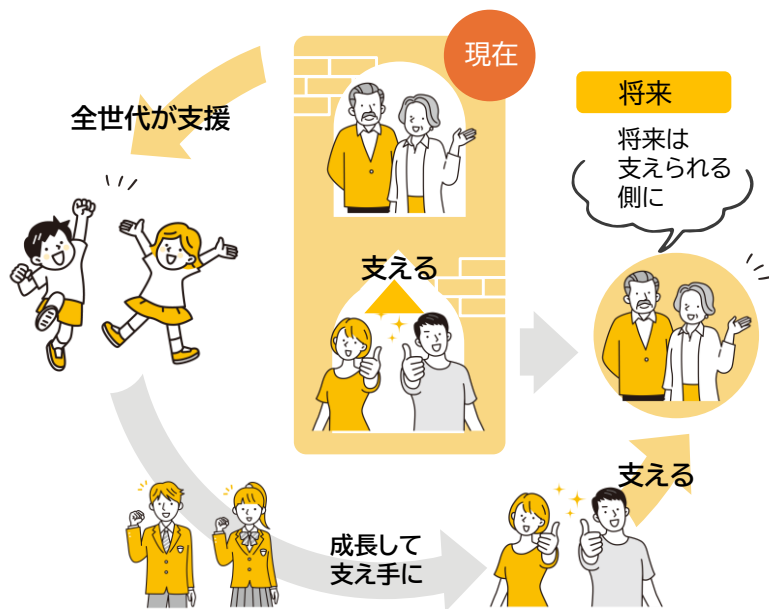 現在
全世代が支援
支える
将来
将来は
支えられる
側に
支える
成長して
支え手に